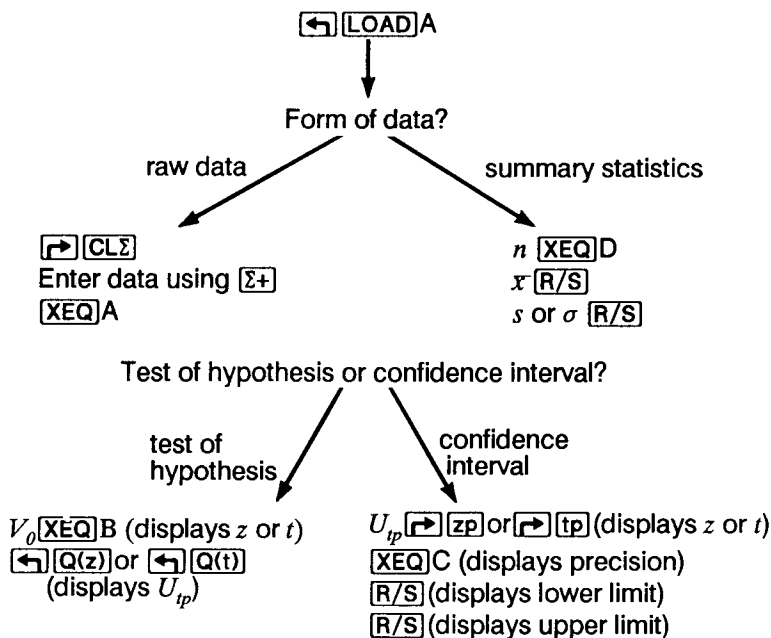 ↰ LOAD A
Form of data?
raw data
summary statistics
↱ CLΣ
Enter data using Σ+
XEQ A
n XEQ D
x̄ R/S
s or σ R/S
Test of hypothesis or confidence interval?
test of
hypothesis
confidence
interval
V₀ XEQ B (displays z or t)
↰ Q(z) or ↰ Q(t)
(displays Uₜₚ)
Uₜₚ ↱ zp or ↱ tp (displays z or t)
XEQ C (displays precision)
R/S (displays lower limit)
R/S (displays upper limit)